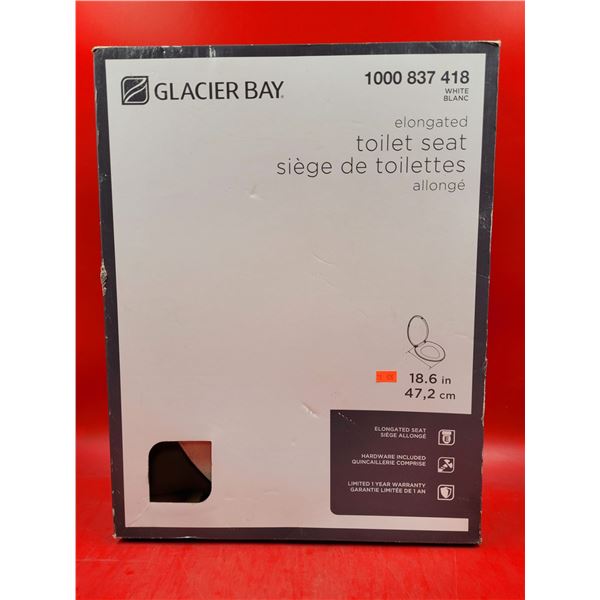 GLACIER BAY®
1000 837 418
WHITE
BLANC
elongated
toilet seat
siège de toilettes
allongé
18.6 in
47,2 cm
ELONGATED SEAT
SIÈGE ALLONGÉ
HARDWARE INCLUDED
QUINCAILLERIE COMPRISE
LIMITED 1 YEAR WARRANTY
GARANTIE LIMITÉE DE 1 AN